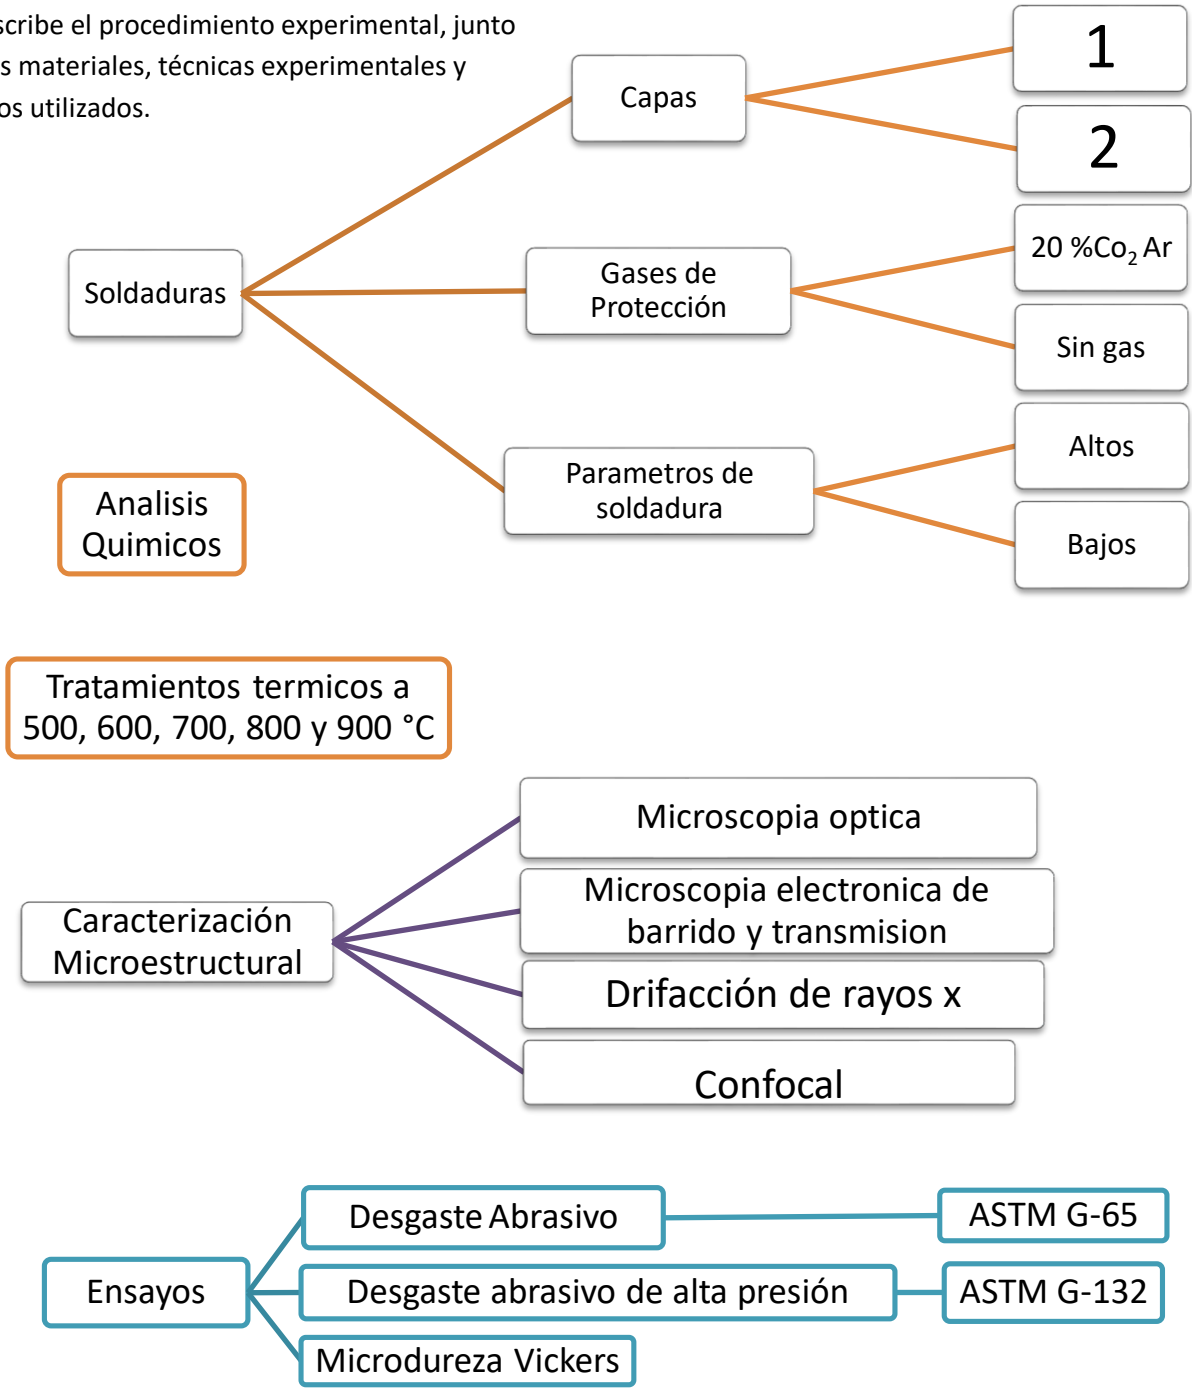 scribe el procedimiento experimental, junto
s materiales, técnicas experimentales y
os utilizados.
Capas
1
2
Soldaduras
Gases de
Protección
20 %Co₂ Ar
Sin gas
Parametros de
soldadura
Altos
Bajos
Analisis
Quimicos
Tratamientos termicos a
500, 600, 700, 800 y 900 °C
Caracterización
Microestructural
Microscopia optica
Microscopia electronica de
barrido y transmision
Drifacción de rayos x
Confocal
Ensayos
Desgaste Abrasivo
ASTM G-65
Desgaste abrasivo de alta presión
ASTM G-132
Microdureza Vickers